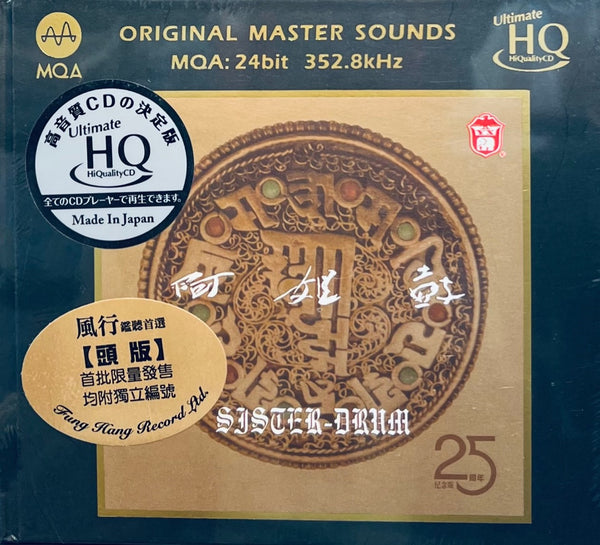 MQA
ORIGINAL MASTER SOUNDS
MQA: 24bit 352.8kHz
Ultimate
HQ
HiQualityCD
高音質CDの決定版
Ultimate
HQ
HiQualityCD
全てのCDプレーヤーで再生できます。
Made In Japan
R
阿姐鼓
風行鑑聽首選
【頭版】
首批限量發售
均附獨立編號
Fung Hang Record Ltd.
SISTER-DRUM
25周年
紀念版